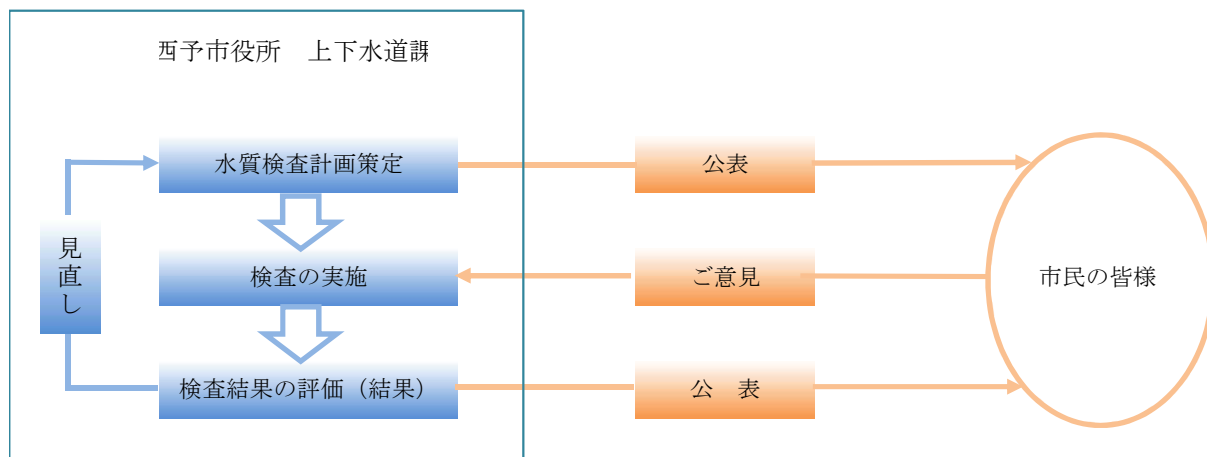 西予市役所　上下水道課
水質検査計画策定
公表
見直し
検査の実施
ご意見
市民の皆様
検査結果の評価（結果）
公　表